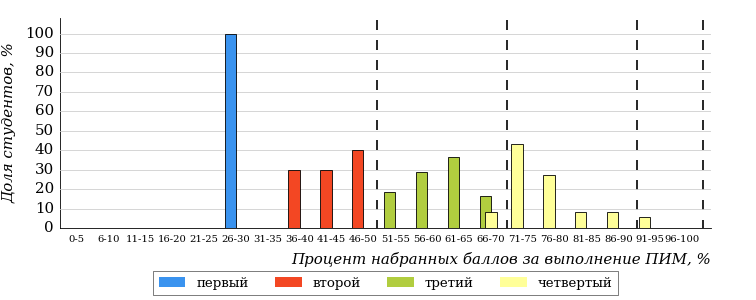 Доля студентов, %
100
90
80
70
60
50
40
30
20
10
0
0-5 6-10 11-15 16-20 21-25 26-30 31-35 36-40 41-45 46-50 51-55 56-60 61-65 66-70 71-75 76-80 81-85 86-90 91-95 96-100
Процент набранных баллов за выполнение ПИМ, %
первый второй третий четвертый